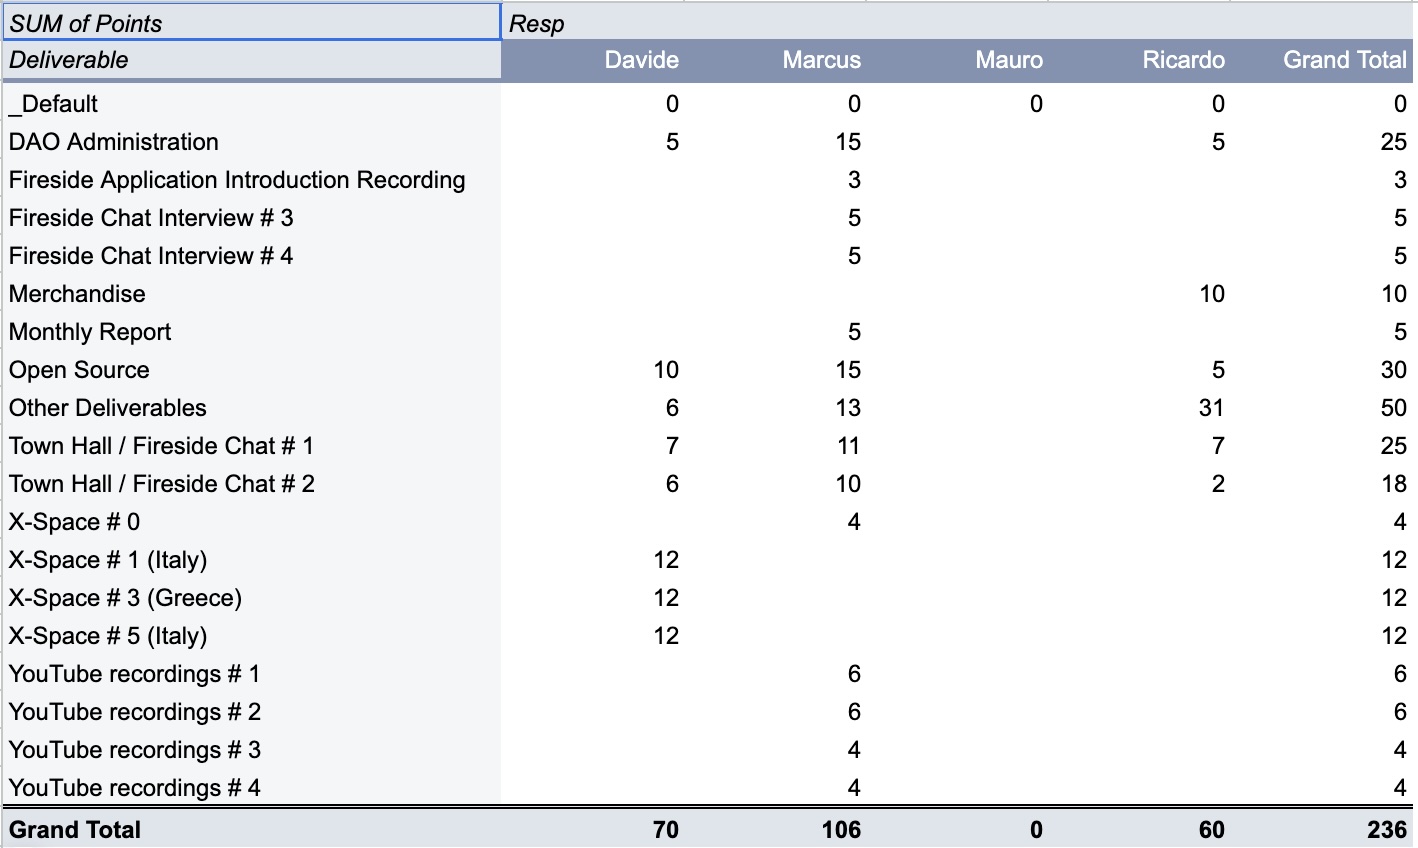 SUM of Points Resp
Deliverable Davide Marcus Mauro Ricardo Grand Total
_Default 0 0 0 0 0
DAO Administration 5 15 5 25
Fireside Application Introduction Recording 3 3
Fireside Chat Interview # 3 5 5
Fireside Chat Interview # 4 5 5
Merchandise 10 10
Monthly Report 5 5
Open Source 10 15 5 30
Other Deliverables 6 13 31 50
Town Hall / Fireside Chat # 1 7 11 7 25
Town Hall / Fireside Chat # 2 6 10 2 18
X-Space # 0 4 4
X-Space # 1 (Italy) 12 12
X-Space # 3 (Greece) 12 12
X-Space # 5 (Italy) 12 12
YouTube recordings # 1 6 6
YouTube recordings # 2 6 6
YouTube recordings # 3 4 4
YouTube recordings # 4 4 4
Grand Total 70 106 0 60 236